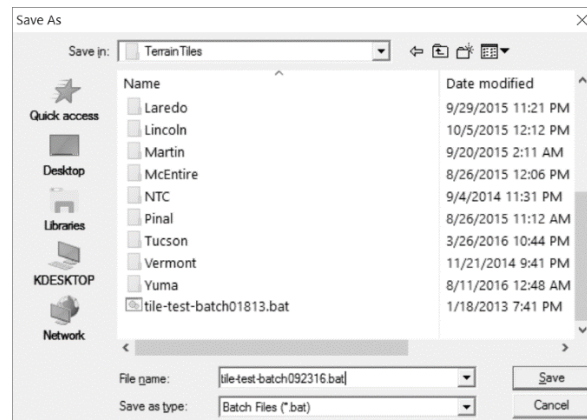 Save As
Save in: TerrainTiles
Name Date modified
Laredo 9/29/2015 11:21 PM
Lincoln 10/5/2015 12:12 PM
Martin 9/20/2015 2:11 AM
McEntire 8/26/2015 12:06 PM
NTC 9/4/2014 11:31 PM
Pinal 8/26/2015 11:12 AM
Tucson 3/26/2016 10:44 PM
Vermont 11/21/2014 9:41 PM
Yuma 8/11/2016 12:48 AM
tile-test-batch01813.bat 1/18/2013 7:41 PM
Quick access
Desktop
Libraries
KDESKTOP
Network
File name: tile-test-batch092316.bat Save
Save as type: Batch Files (*.bat) Cancel